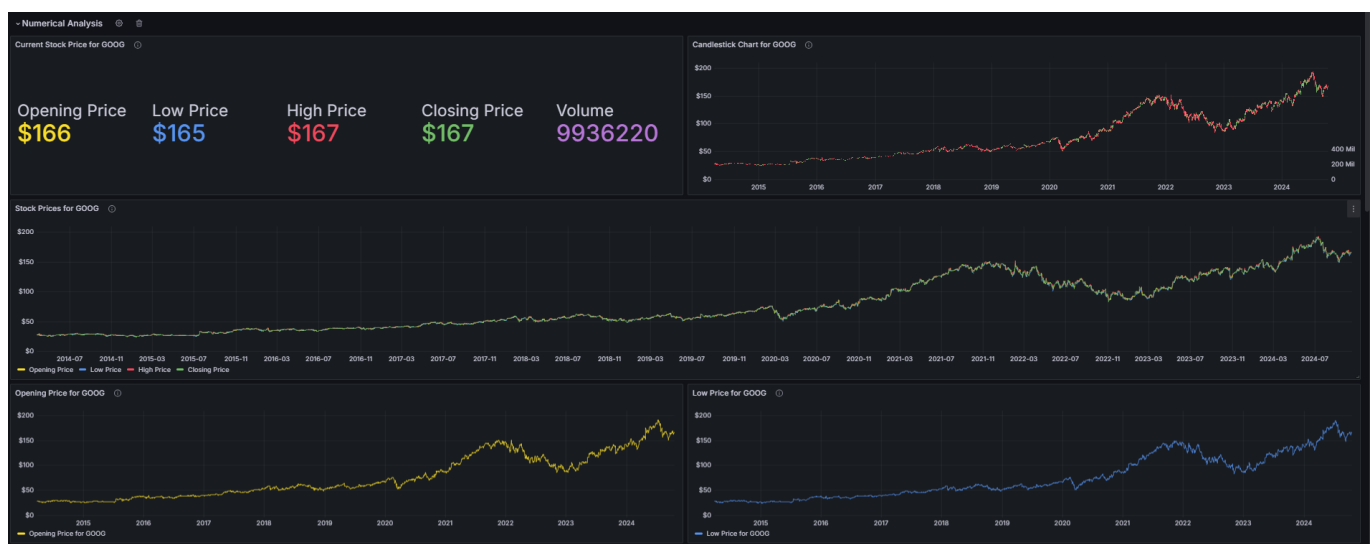 Numerical Analysis
Current Stock Price for GOOG
Opening Price Low Price High Price Closing Price Volume
$166 $165 $167 $167 9936220
Candlestick Chart for GOOG
$200
$150
$100
$50
$0
400 Mil
200 Mil
0
2015 2016 2017 2018 2019 2020 2021 2022 2023 2024
Stock Prices for GOOG
$200
$150
$100
$50
$0
2014-07 2014-11 2015-03 2015-07 2015-11 2016-03 2016-07 2016-11 2017-03 2017-07 2017-11 2018-03 2018-07 2018-11 2019-03 2019-07 2019-11 2020-03 2020-07 2020-11 2021-03 2021-07 2021-11 2022-03 2022-07 2022-11 2023-03 2023-07 2023-11 2024-03 2024-07
Opening Price Low Price High Price Closing Price
Opening Price for GOOG
$200
$150
$100
$50
$0
2015 2016 2017 2018 2019 2020 2021 2022 2023 2024
Opening Price for GOOG
Low Price for GOOG
$200
$150
$100
$50
$0
2015 2016 2017 2018 2019 2020 2021 2022 2023 2024
Low Price for GOOG